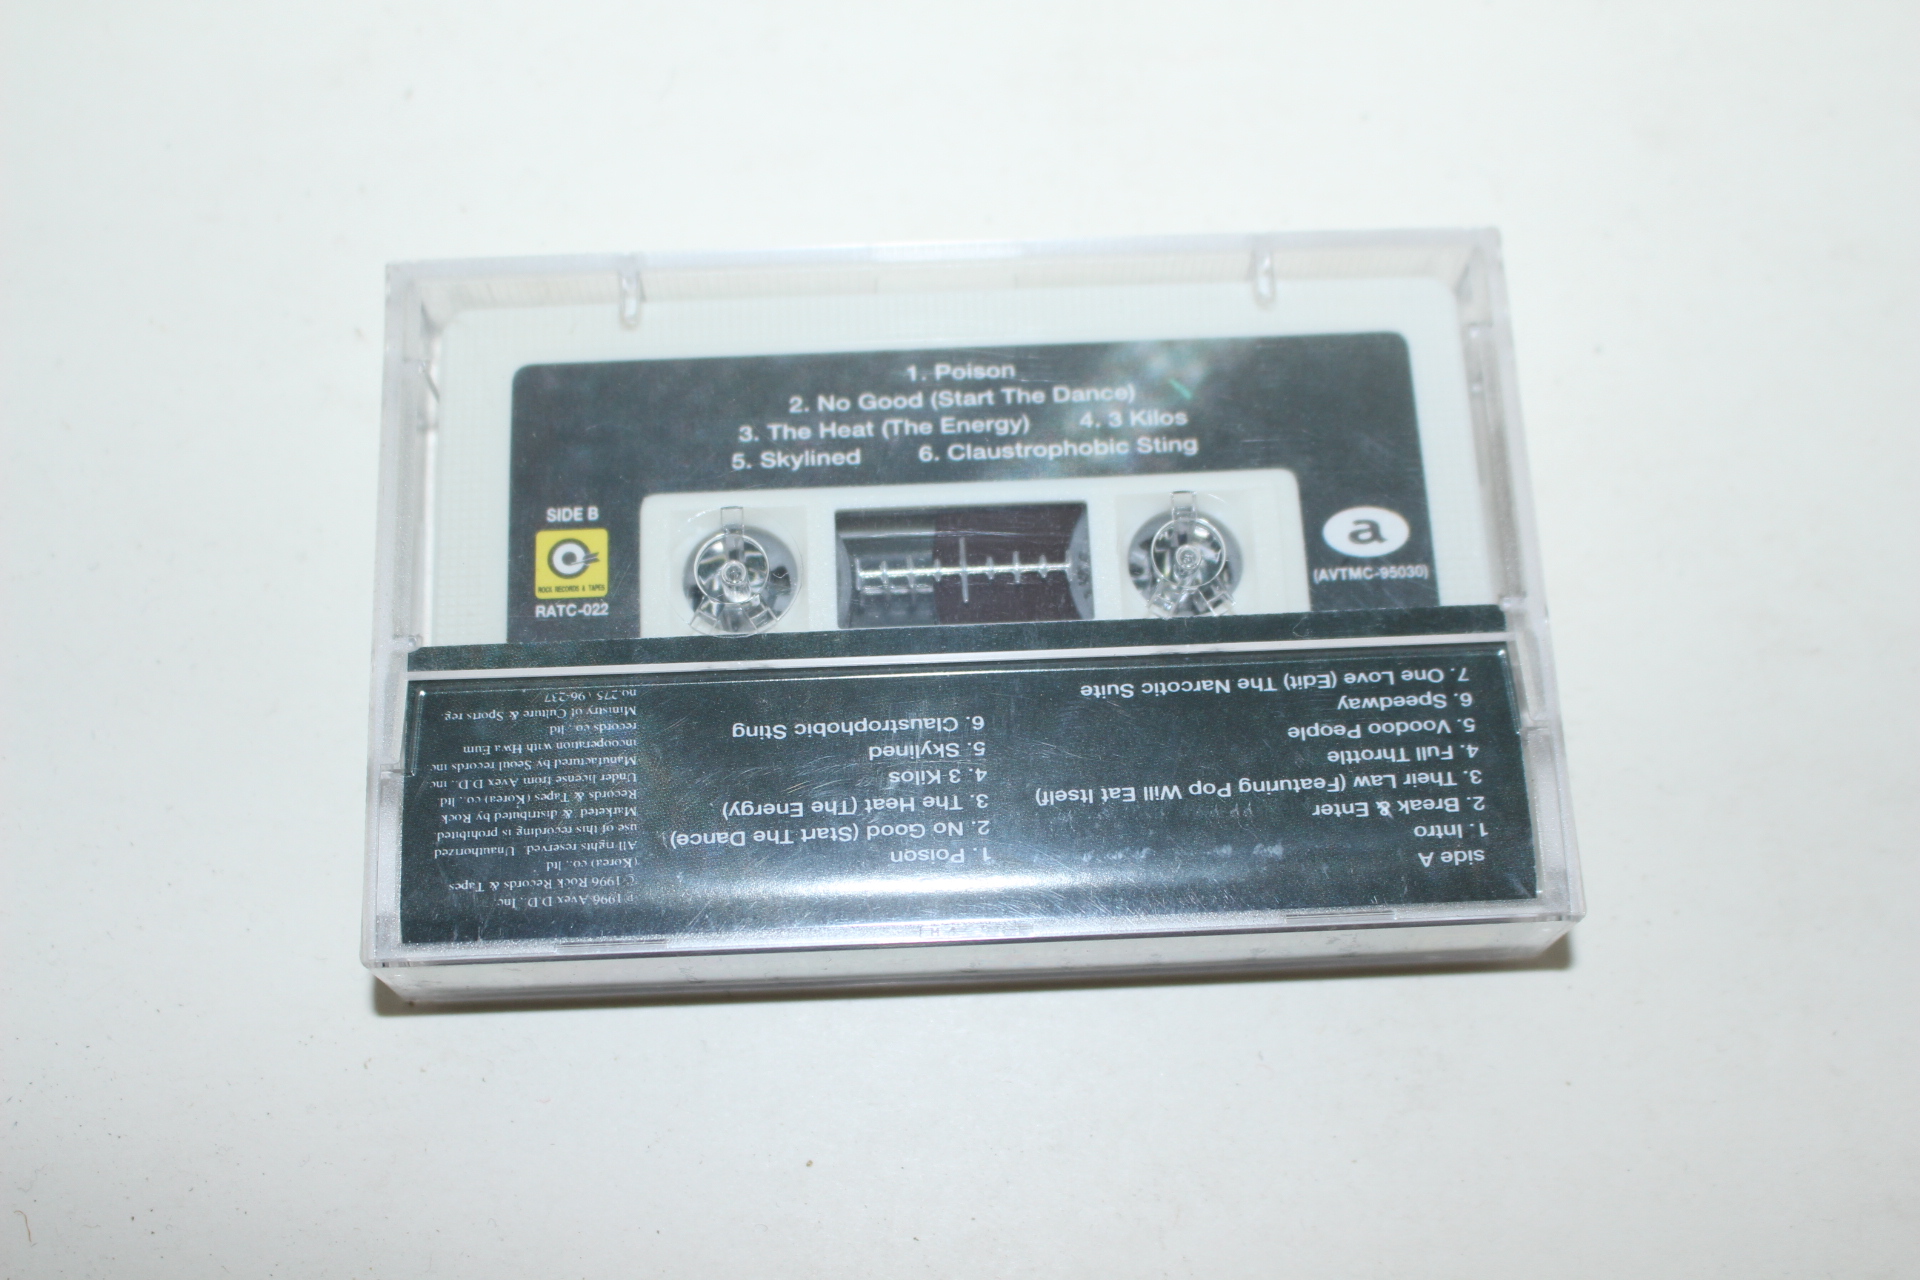 1. Poison
2. No Good (Start The Dance)
3. The Heat (The Energy) 4. 3 Kilos
5. Skylined 6. Claustrophobic Sting
SIDE B
ROCK RECORDS & TAPES
RATC-022
a
(AVTMC-95030)
side A
1. Intro
2. Break & Enter
3. Their Law (Featuring Pop Will Eat Itself)
4. Full Throttle
5. Voodoo People
6. Speedway
7. One Love (Edit) (The Narcotic Suite
1. Poison
2. No Good (Start The Dance)
3. The Heat (The Energy)
4. 3 Kilos
5. Skylined
6. Claustrophobic Sting
℗ 1996 Avex D.D., Inc.
© 1996 Rock Records & Tapes
(Korea) co., ltd.
All rights reserved. Unauthorized
use of this recording is prohibited.
Marketed & distributed by Rock
Records & Tapes (Korea) co., ltd.
Under license from Avex D.D. inc.
Manufactured by Seoul records inc
incooperation with Hwa Eum
records co., ltd
Ministry of Culture & Sports reg.
no.275 / 96-237